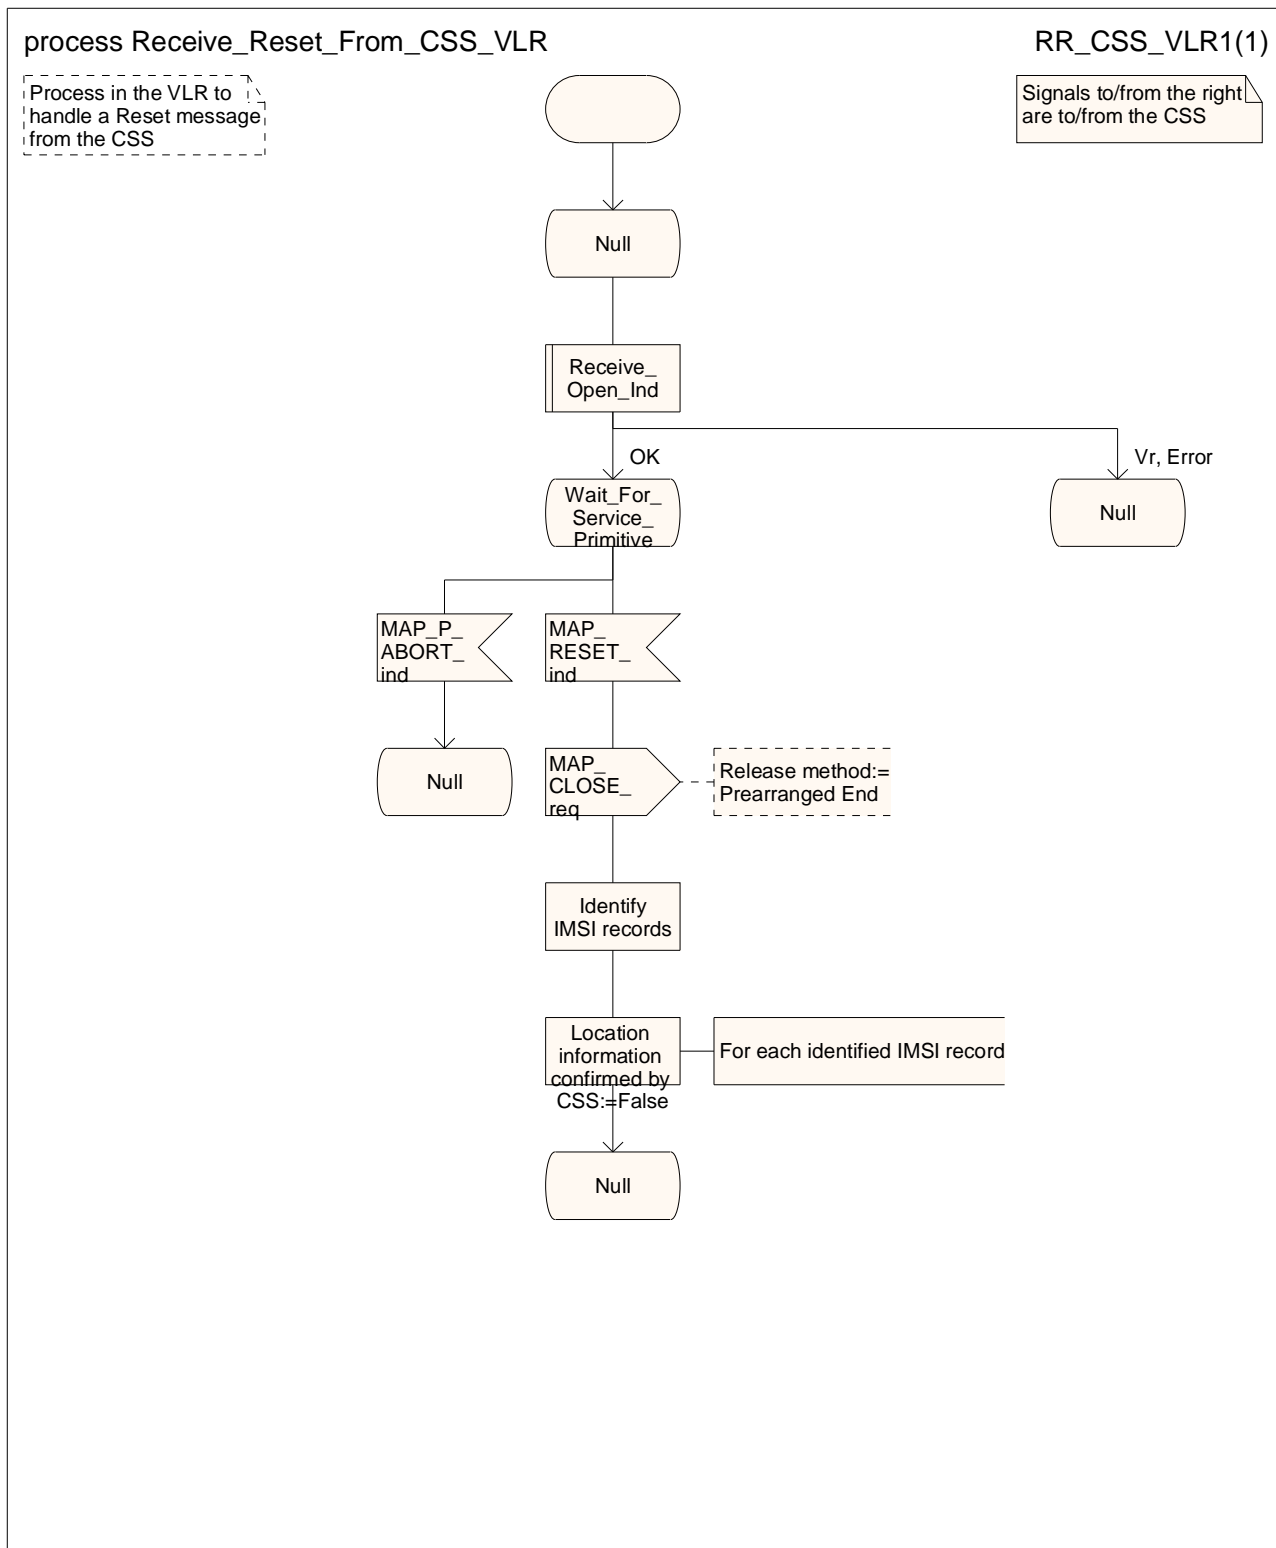 process Receive_Reset_From_CSS_VLR
RR_CSS_VLR1(1)
Process in the VLR to
handle a Reset message
from the CSS
Signals to/from the right
are to/from the CSS
Null
Receive_
Open_Ind
OK
Vr, Error
Wait_For_
Service_
Primitive
Null
MAP_P_
ABORT_
ind
MAP_
RESET_
ind
Null
MAP_
CLOSE_
req
Release method:=
Prearranged End
Identify
IMSI records
Location
information
confirmed by
CSS:=False
For each identified IMSI record
Null